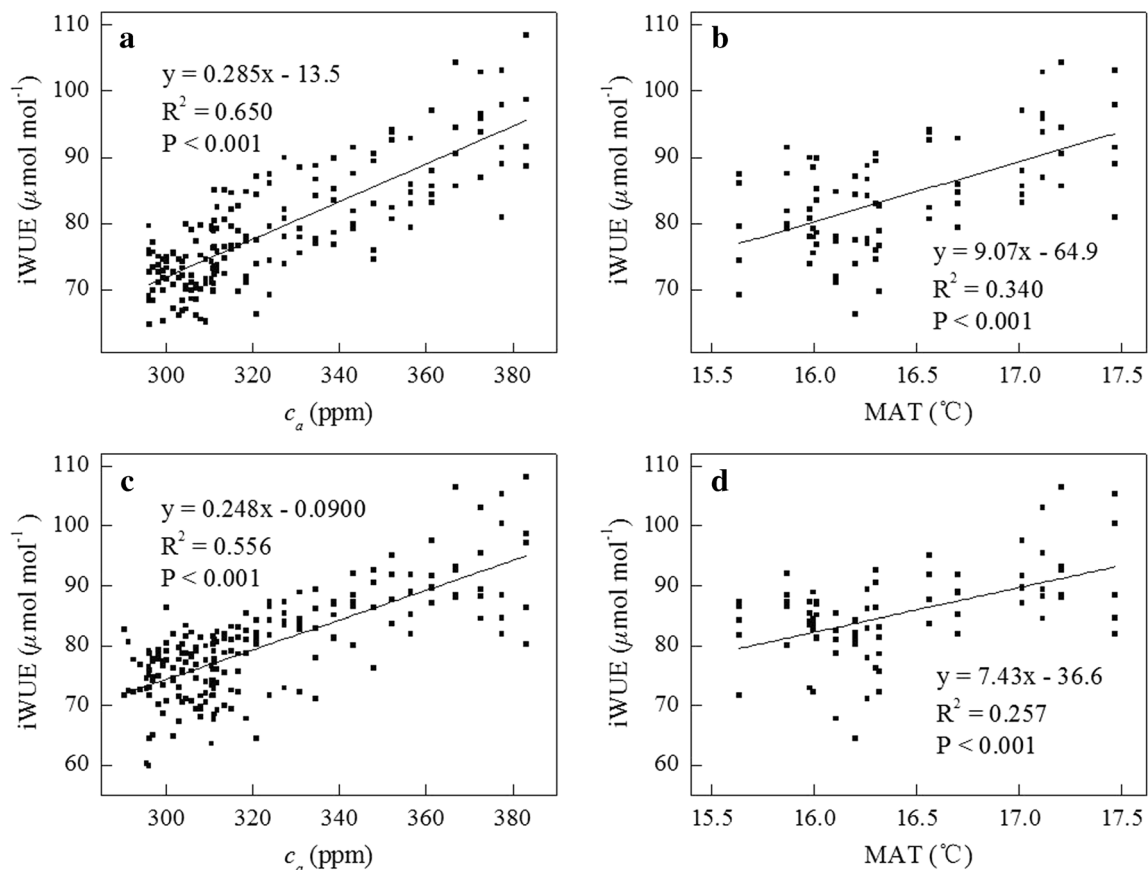 a
y = 0.285x - 13.5
R² = 0.650
P < 0.001
110
100
90
80
70
iWUE (μmol mol⁻¹)
300 320 340 360 380
cₐ (ppm)
b
y = 9.07x - 64.9
R² = 0.340
P < 0.001
110
100
90
80
70
iWUE (μmol mol⁻¹)
15.5 16.0 16.5 17.0 17.5
MAT (℃)
c
y = 0.248x - 0.0900
R² = 0.556
P < 0.001
110
100
90
80
70
60
iWUE (μmol mol⁻¹)
300 320 340 360 380
cₐ (ppm)
d
y = 7.43x - 36.6
R² = 0.257
P < 0.001
110
100
90
80
70
60
iWUE (μmol mol⁻¹)
15.5 16.0 16.5 17.0 17.5
MAT (℃)